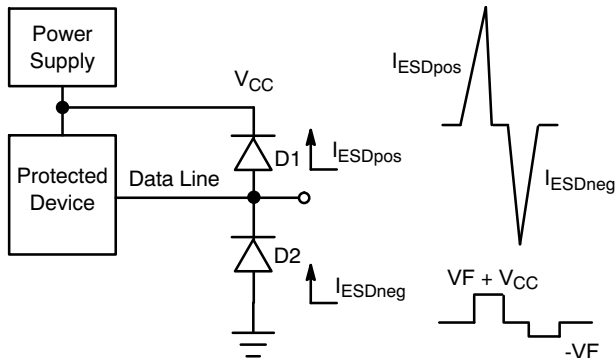 Power
Supply
V_CC
Protected
Device
Data Line
D1
I_ESDpos
D2
I_ESDneg
I_ESDpos
I_ESDneg
VF + V_CC
-VF